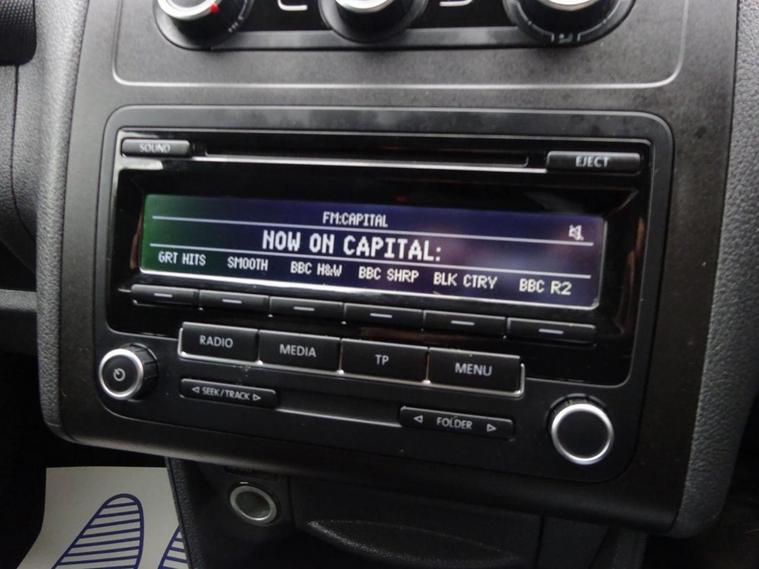 SOUND
EJECT
FM:CAPITAL
NOW ON CAPITAL:
GRT HITS SMOOTH BBC H&W BBC SHRP BLK CTRY BBC R2
RADIO MEDIA TP MENU
SEEK/TRACK
FOLDER